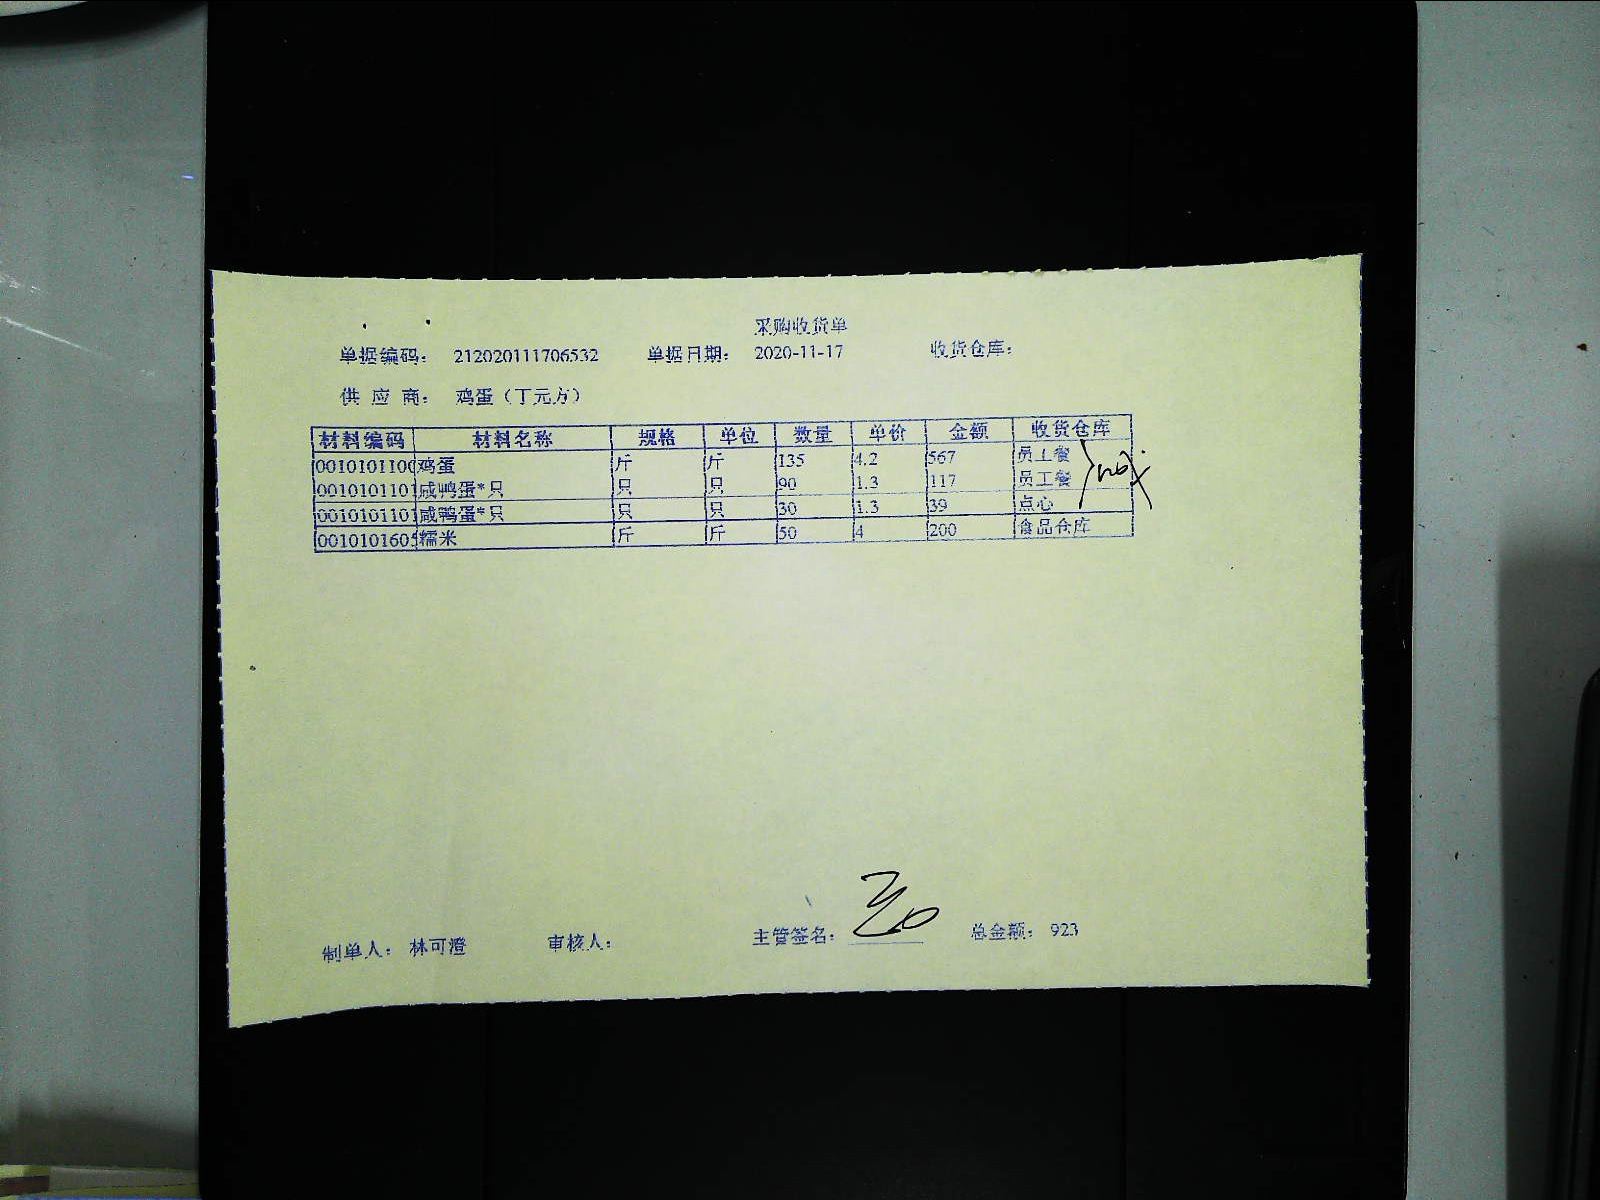 采购收货单
单据编码： 212020111706532 单据日期： 2020-11-17 收货仓库：
供 应 商： 鸡蛋（丁元方）
材料编码 材料名称 规格 单位 数量 单价 金额 收货仓库
0010101100 鸡蛋 斤 斤 135 4.2 567 员工餐
0010101101 咸鸭蛋*只 只 只 90 1.3 117 员工餐
0010101101 咸鸭蛋*只 只 只 30 1.3 39 点心
0010101605 糯米 斤 斤 50 4 200 食品仓库
制单人： 林可澄 审核人： 主管签名： 总金额： 923